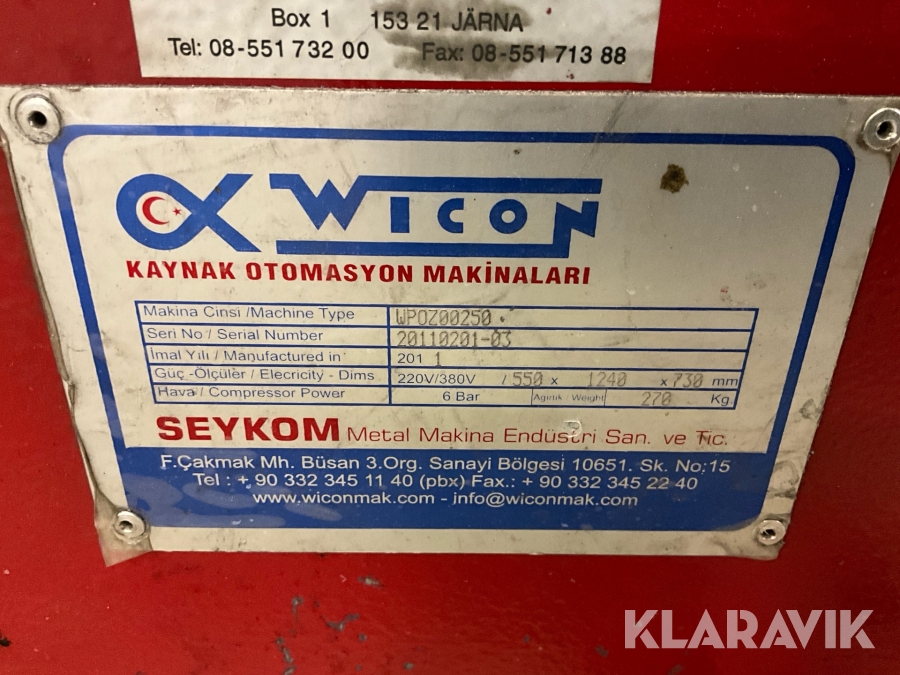 Box 1 153 21 JÄRNA
Tel: 08-551 732 00 Fax: 08-551 713 88
WICON
KAYNAK OTOMASYON MAKİNALARI
Makina Cinsi /Machine Type WPOZ00250
Seri No / Serial Number 20110201-03
İmal Yılı / Manufactured in 201 1
Güç -Ölçüler / Elecricity - Dims. 220V/380V / 550 x 1240 x 730 mm
Hava / Compressor Power 6 Bar Ağırlık - Weight 270 Kg.
SEYKOM Metal Makina Endüstri San. ve Tic.
F.Çakmak Mh. Büsan 3.Org. Sanayi Bölgesi 10651. Sk. No:15
Tel : + 90 332 345 11 40 (pbx) Fax.: + 90 332 345 22 40
www.wiconmak.com - info@wiconmak.com
KLARAVIK